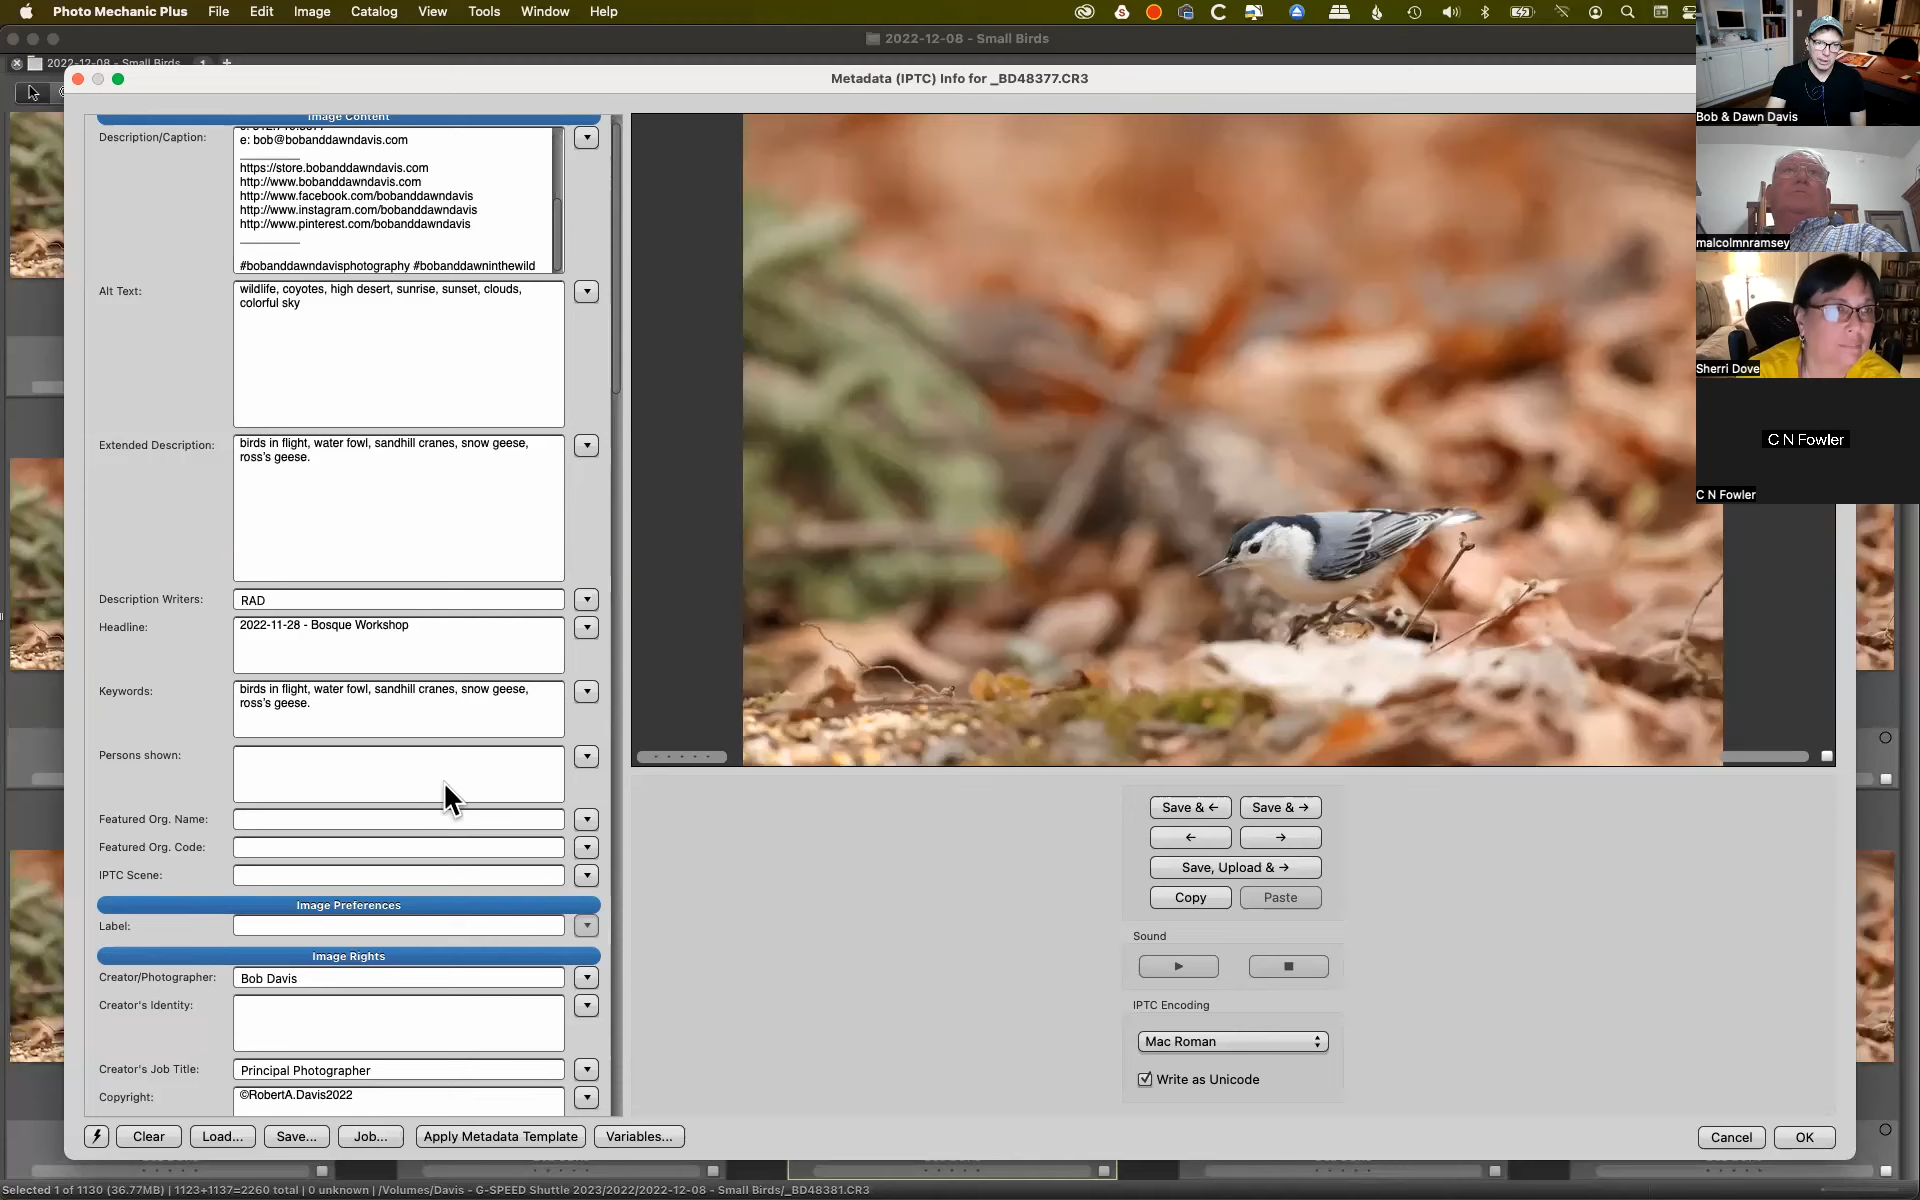 Photo Mechanic Plus File Edit Image Catalog View Tools Window Help
2022-12-08 - Small Birds
2022-12-08 - Small Birds 1 +
Metadata (IPTC) Info for _BD48377.CR3
Image Content
Description/Caption:
e: bob@bobanddawndavis.com
https://store.bobanddawndavis.com
http://www.bobanddawndavis.com
http://www.facebook.com/bobanddawndavis
http://www.instagram.com/bobanddawndavis
http://www.pinterest.com/bobanddawndavis
#bobanddawndavisphotography #bobanddawninthewild
Alt Text:
wildlife, coyotes, high desert, sunrise, sunset, clouds,
colorful sky
Extended Description:
birds in flight, water fowl, sandhill cranes, snow geese,
ross's geese.
Description Writers:
RAD
Headline:
2022-11-28 - Bosque Workshop
Keywords:
birds in flight, water fowl, sandhill cranes, snow geese,
ross's geese.
Persons shown:
Featured Org. Name:
Featured Org. Code:
IPTC Scene:
Image Preferences
Label:
Image Rights
Creator/Photographer:
Bob Davis
Creator's Identity:
Creator's Job Title:
Principal Photographer
Copyright:
©RobertA.Davis2022
Clear Load... Save... Job... Apply Metadata Template Variables...
Save & ← Save & →
← →
Save, Upload & →
Copy Paste
Sound
IPTC Encoding
Mac Roman
Write as Unicode
Cancel OK
Bob & Dawn Davis
malcolmnramsey
Sherri Dove
C N Fowler
C N Fowler
Selected 1 of 1130 (36.77MB) | 1123+1137=2260 total | 0 unknown | /Volumes/Davis - G-SPEED Shuttle 2023/2022/2022-12-08 - Small Birds/_BD48381.CR3